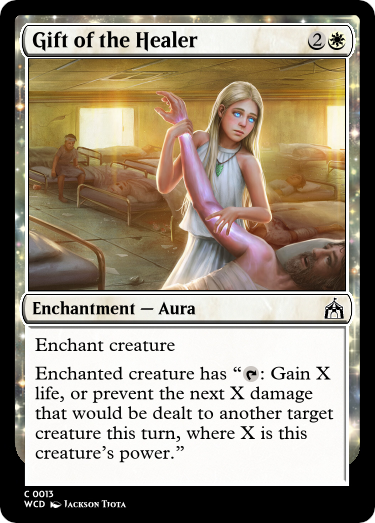 Gift of the Healer 2
Enchantment — Aura
Enchant creature
Enchanted creature has “: Gain X
life, or prevent the next X damage
that would be dealt to another target
creature this turn, where X is this
creature's power.”
C 0013
WCD Jackson Tiota